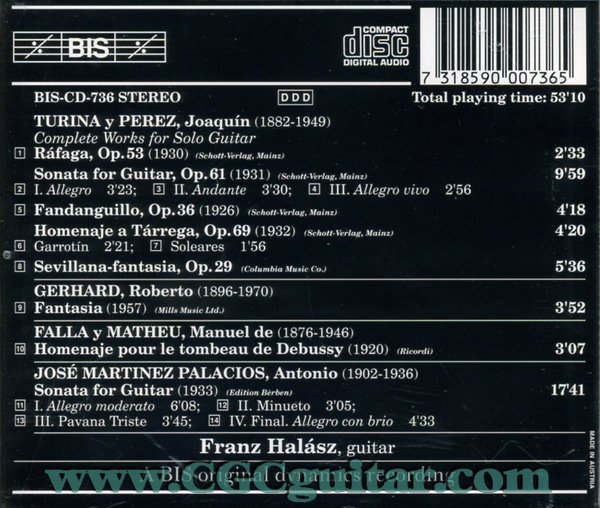 BIS
COMPACT
disc
DIGITAL AUDIO
7 318590 007365
BIS-CD-736 STEREO DDD Total playing time: 53'10
TURINA y PEREZ, Joaquín (1882-1949)
Complete Works for Solo Guitar
1 Ráfaga, Op.53 (1930) (Schott-Verlag, Mainz) 2'33
Sonata for Guitar, Op.61 (1931) (Schott-Verlag, Mainz) 9'59
2 I. Allegro 3'23; 3 II. Andante 3'30; 4 III. Allegro vivo 2'56
5 Fandanguillo, Op.36 (1926) (Schott-Verlag, Mainz) 4'18
Homenaje a Tárrega, Op.69 (1932) (Schott-Verlag, Mainz) 4'20
6 Garrotín 2'21; 7 Soleares 1'56
8 Sevillana-fantasia, Op.29 (Columbia Music Co.) 5'36
GERHARD, Roberto (1896-1970)
9 Fantasia (1957) (Mills Music Ltd.) 3'52
FALLA y MATHEU, Manuel de (1876-1946)
10 Homenaje pour le tombeau de Debussy (1920) (Ricordi) 3'07
JOSÉ MARTINEZ PALACIOS, Antonio (1902-1936)
Sonata for Guitar (1933) (Edition Bèrben) 17'41
11 I. Allegro moderato 6'08; 12 II. Minueto 3'05;
13 III. Pavana Triste 3'45; 14 IV. Final. Allegro con brio 4'33
Franz Halász, guitar
A BIS original dynamics recording
www.CGCguitar.com
MADE IN AUSTRIA